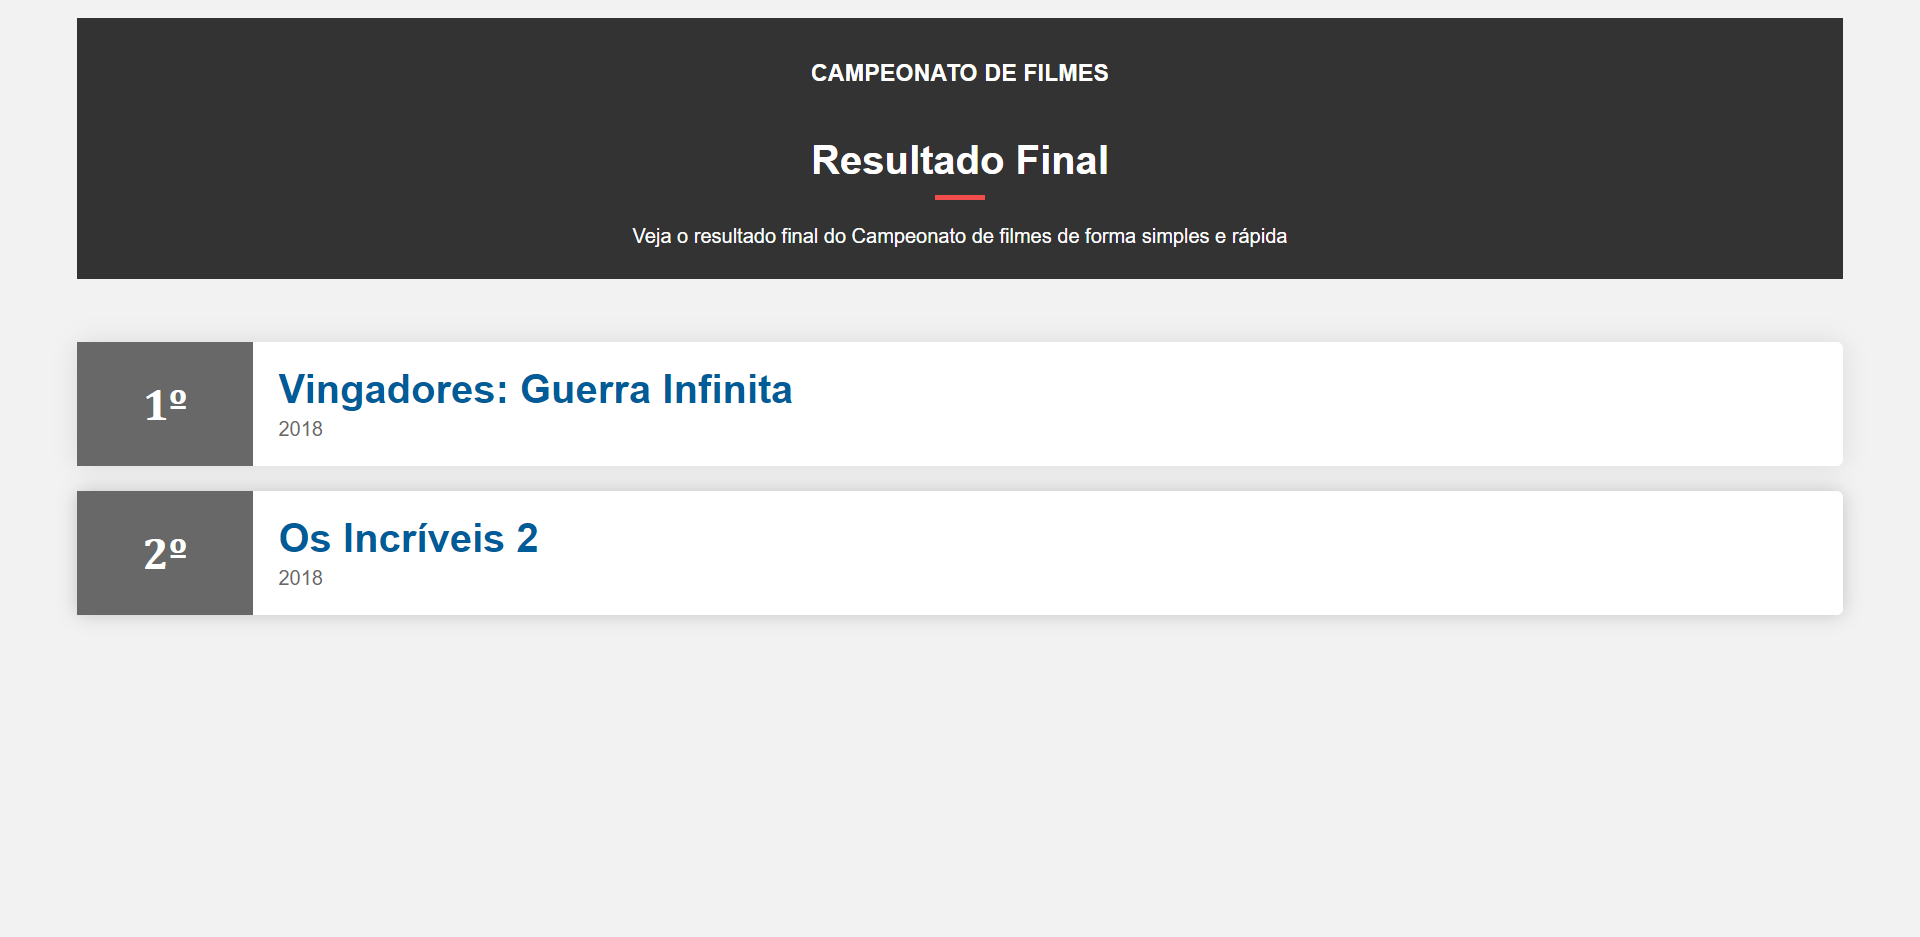 CAMPEONATO DE FILMES
Resultado Final
Veja o resultado final do Campeonato de filmes de forma simples e rápida
1º
Vingadores: Guerra Infinita
2018
2º
Os Incríveis 2
2018